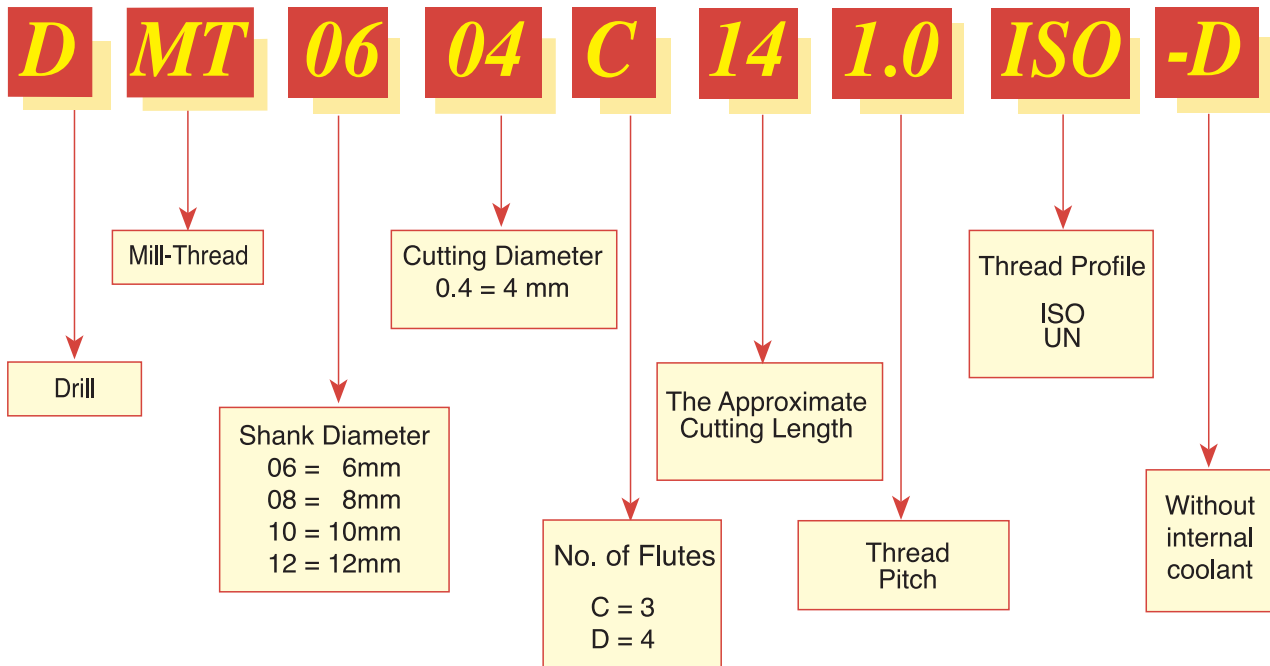 D MT 06 04 C 14 1.0 ISO -D
Mill-Thread
Cutting Diameter
0.4 = 4 mm
Thread Profile
ISO
UN
Drill
The Approximate
Cutting Length
Shank Diameter
06 = 6mm
08 = 8mm
10 = 10mm
12 = 12mm
Without
internal
coolant
No. of Flutes
C = 3
D = 4
Thread
Pitch